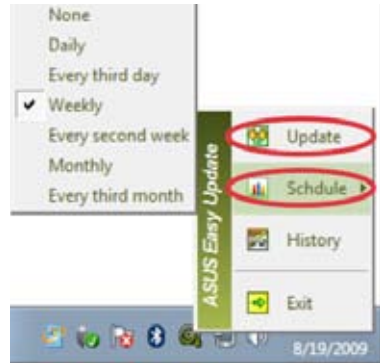 None
Daily
Every third day
Weekly
Every second week
Monthly
Every third month
ASUS Easy Update
Update
Schdule
History
Exit
8/19/2009